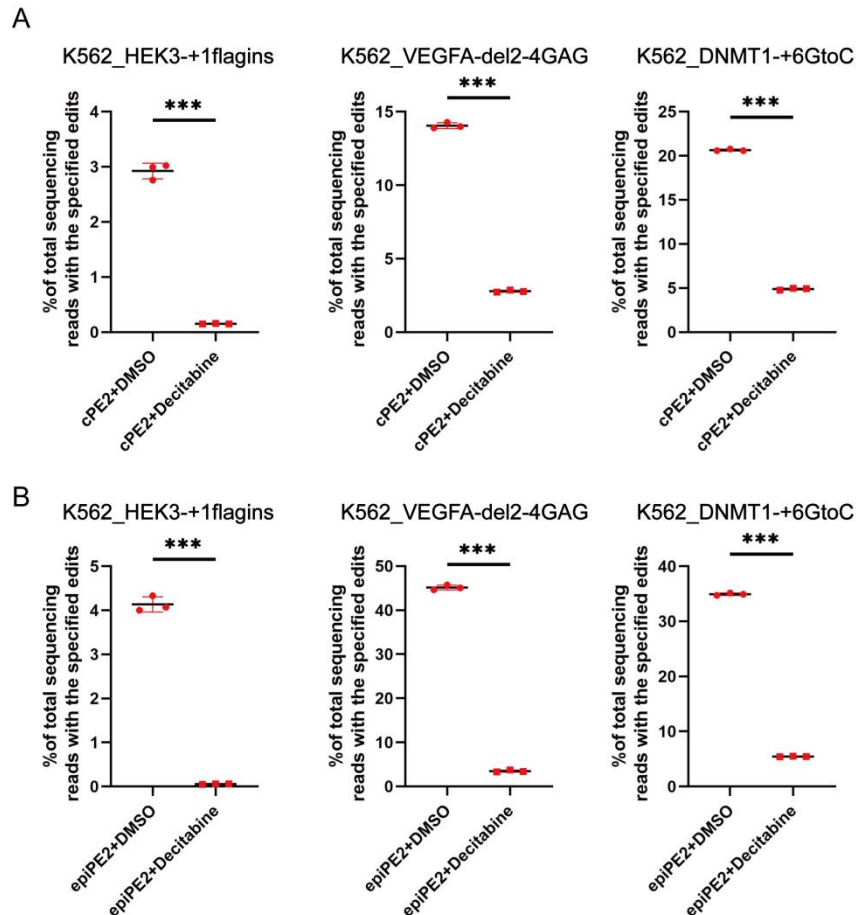 A
K562_HEK3-+1flagins
%of total sequencing
reads with the specified edits
4
3
2
1
0
***
cPE2+DMSO
cPE2+Decitabine
K562_VEGFA-del2-4GAG
%of total sequencing
reads with the specified edits
15
10
5
0
***
cPE2+DMSO
cPE2+Decitabine
K562_DNMT1-+6GtoC
%of total sequencing
reads with the specified edits
25
20
15
10
5
0
***
cPE2+DMSO
cPE2+Decitabine
B
K562_HEK3-+1flagins
%of total sequencing
reads with the specified edits
5
4
3
2
1
0
***
epiPE2+DMSO
epiPE2+Decitabine
K562_VEGFA-del2-4GAG
%of total sequencing
reads with the specified edits
50
40
30
20
10
0
***
epiPE2+DMSO
epiPE2+Decitabine
K562_DNMT1-+6GtoC
%of total sequencing
reads with the specified edits
40
30
20
10
0
***
epiPE2+DMSO
epiPE2+Decitabine